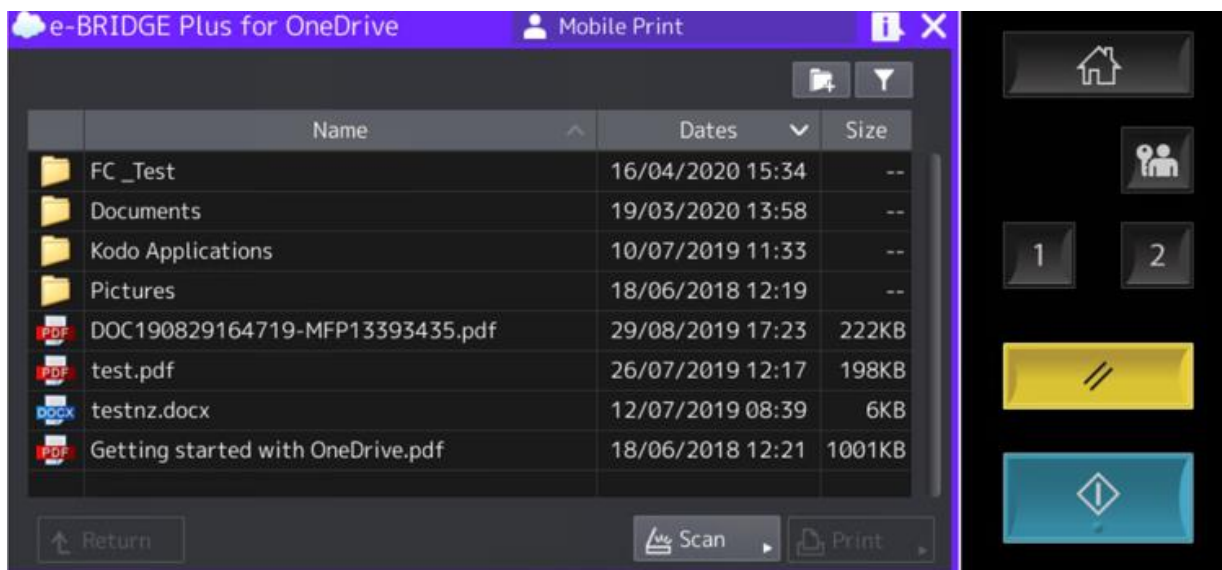 e-BRIDGE Plus for OneDrive Mobile Print i
Name Dates Size
FC _Test 16/04/2020 15:34 --
Documents 19/03/2020 13:58 --
Kodo Applications 10/07/2019 11:33 --
Pictures 18/06/2018 12:19 --
PDF DOC190829164719-MFP13393435.pdf 29/08/2019 17:23 222KB
PDF test.pdf 26/07/2019 12:17 198KB
DOCX testnz.docx 12/07/2019 08:39 6KB
PDF Getting started with OneDrive.pdf 18/06/2018 12:21 1001KB
Return Scan Print
1 2